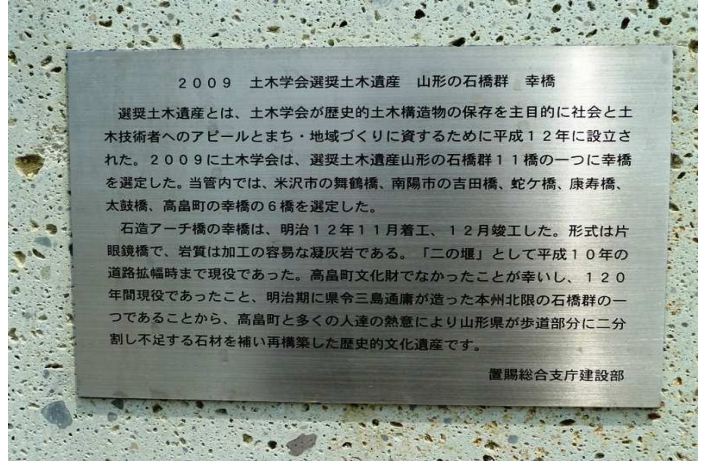 2009 土木学会選奨土木遺産 山形の石橋群 幸橋
選奨土木遺産とは、土木学会が歴史的土木構造物の保存を主目的に社会と土
木技術者へのアピールとまち・地域づくりに資するために平成12年に設立さ
れた。2009に土木学会は、選奨土木遺産山形の石橋群11橋の一つに幸橋
を選定した。当管内では、米沢市の舞鶴橋、南陽市の吉田橋、蛇ケ橋、康寿橋、
太鼓橋、高畠町の幸橋の6橋を選定した。
石造アーチ橋の幸橋は、明治12年11月着工、12月竣工した。形式は片
眼鏡橋で、岩質は加工の容易な凝灰岩である。「二の堰」として平成10年の
道路拡幅時まで現役であった。高畠町文化財でなかったことが幸いし、120
年間現役であったこと、明治期に県令三島通庸が造った本州北限の石橋群の一
つであることから、高畠町と多くの人達の熱意により山形県が歩道部分に二分
割し不足する石材を補い再構築した歴史的文化遺産です。
置賜総合支庁建設部